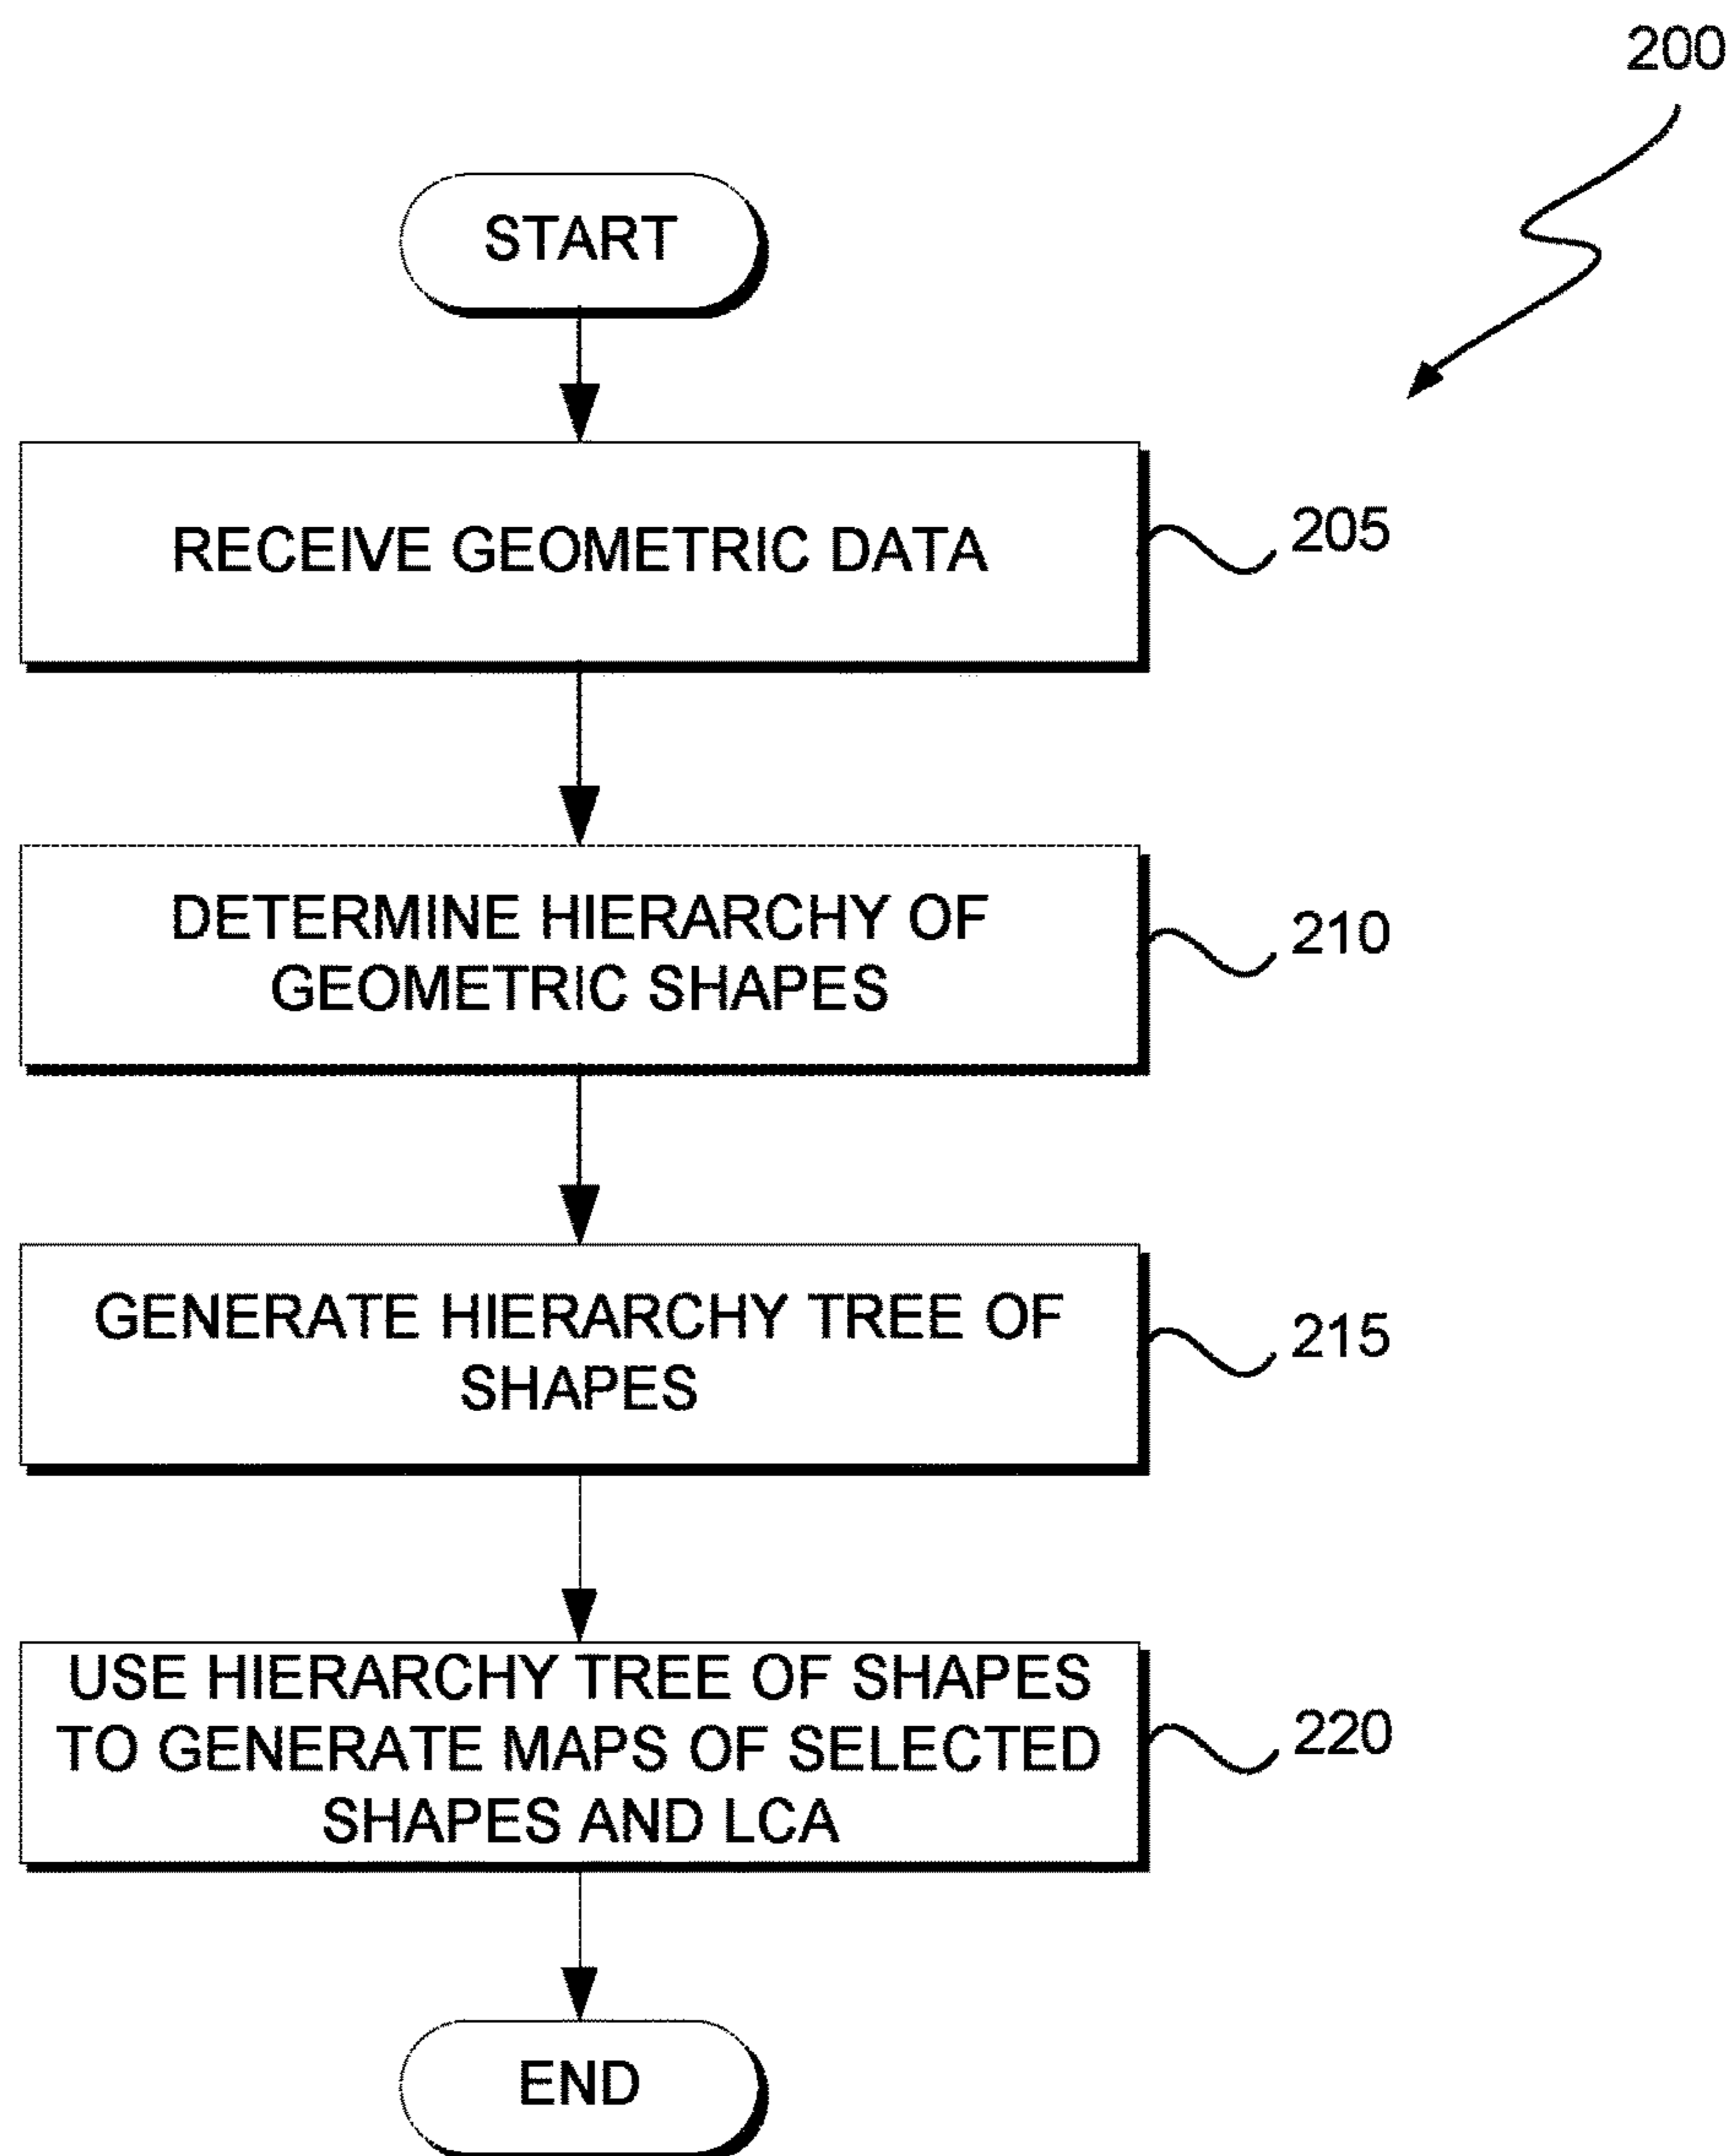 200
START
RECEIVE GEOMETRIC DATA
205
DETERMINE HIERARCHY OF
GEOMETRIC SHAPES
210
GENERATE HIERARCHY TREE OF
SHAPES
215
USE HIERARCHY TREE OF SHAPES
TO GENERATE MAPS OF SELECTED
SHAPES AND LCA
220
END